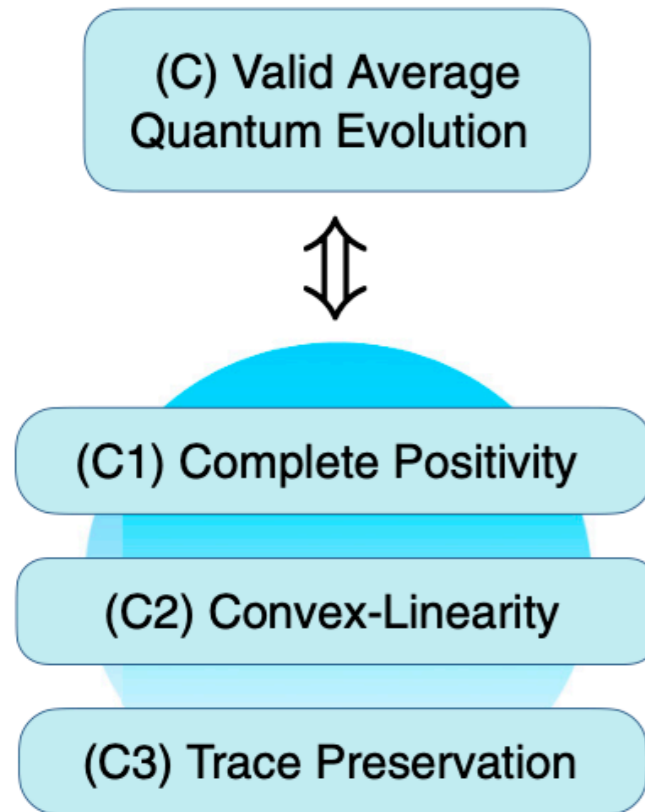 (C) Valid Average
Quantum Evolution
(C1) Complete Positivity
(C2) Convex-Linearity
(C3) Trace Preservation